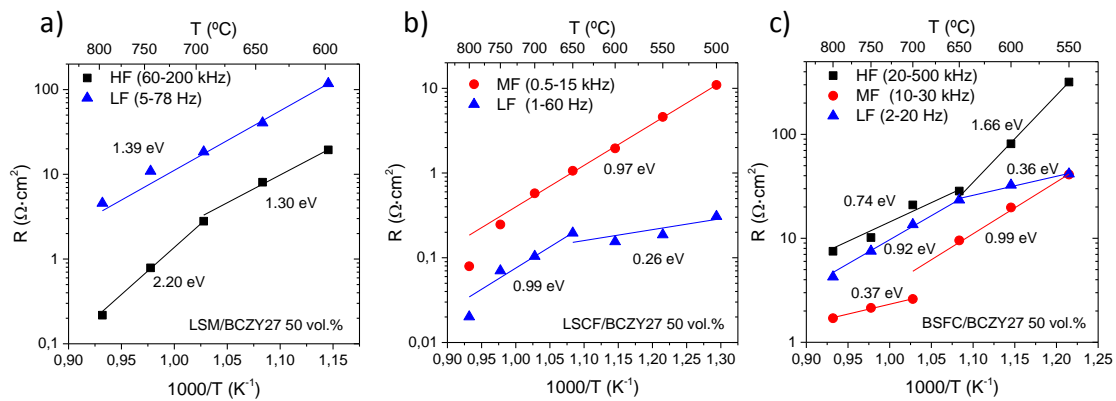 a)
T (ºC)
800 750 700 650 600
HF (60-200 kHz)
LF (5-78 Hz)
100
10
1
0,1
R (Ω·cm²)
1.39 eV
1.30 eV
2.20 eV
LSM/BCZY27 50 vol.%
0,90 0,95 1,00 1,05 1,10 1,15
1000/T (K⁻¹)
b)
T (ºC)
800 750 700 650 600 550 500
MF (0.5-15 kHz)
LF (1-60 Hz)
10
1
0,1
0,01
R (Ω·cm²)
0.97 eV
0.26 eV
0.99 eV
LSCF/BCZY27 50 vol.%
0,90 0,95 1,00 1,05 1,10 1,15 1,20 1,25 1,30
1000/T (K⁻¹)
c)
T (ºC)
800 750 700 650 600 550
HF (20-500 kHz)
MF (10-30 kHz)
LF (2-20 Hz)
100
10
1
R (Ω·cm²)
1.66 eV
0.36 eV
0.74 eV
0.92 eV
0.99 eV
0.37 eV
BSFC/BCZY27 50 vol.%
0,90 0,95 1,00 1,05 1,10 1,15 1,20 1,25
1000/T (K⁻¹)